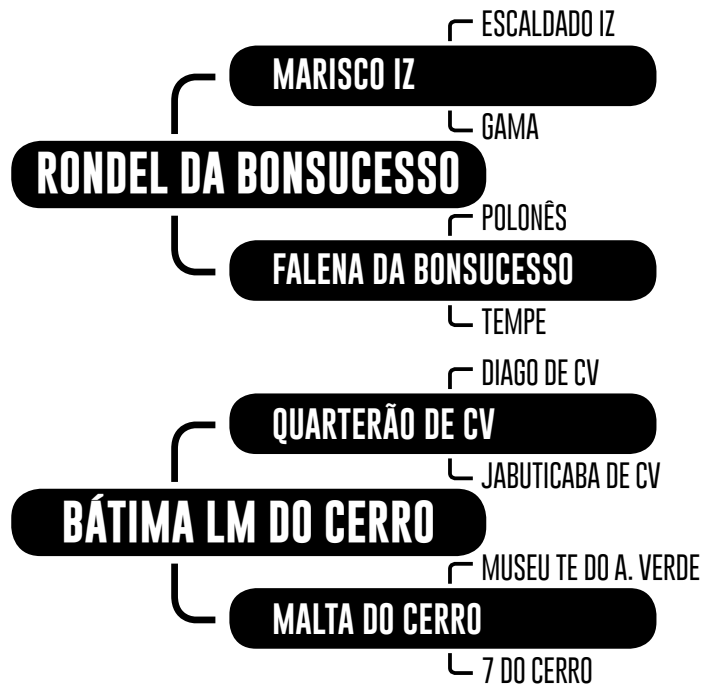 ESCALDADO IZ
MARISCO IZ
GAMA
RONDEL DA BONSUCESSO
POLONÊS
FALENA DA BONSUCESSO
TEMPE
DIAGO DE CV
QUARTERÃO DE CV
JABUTICABA DE CV
BÁTIMA LM DO CERRO
MUSEU TE DO A. VERDE
MALTA DO CERRO
7 DO CERRO